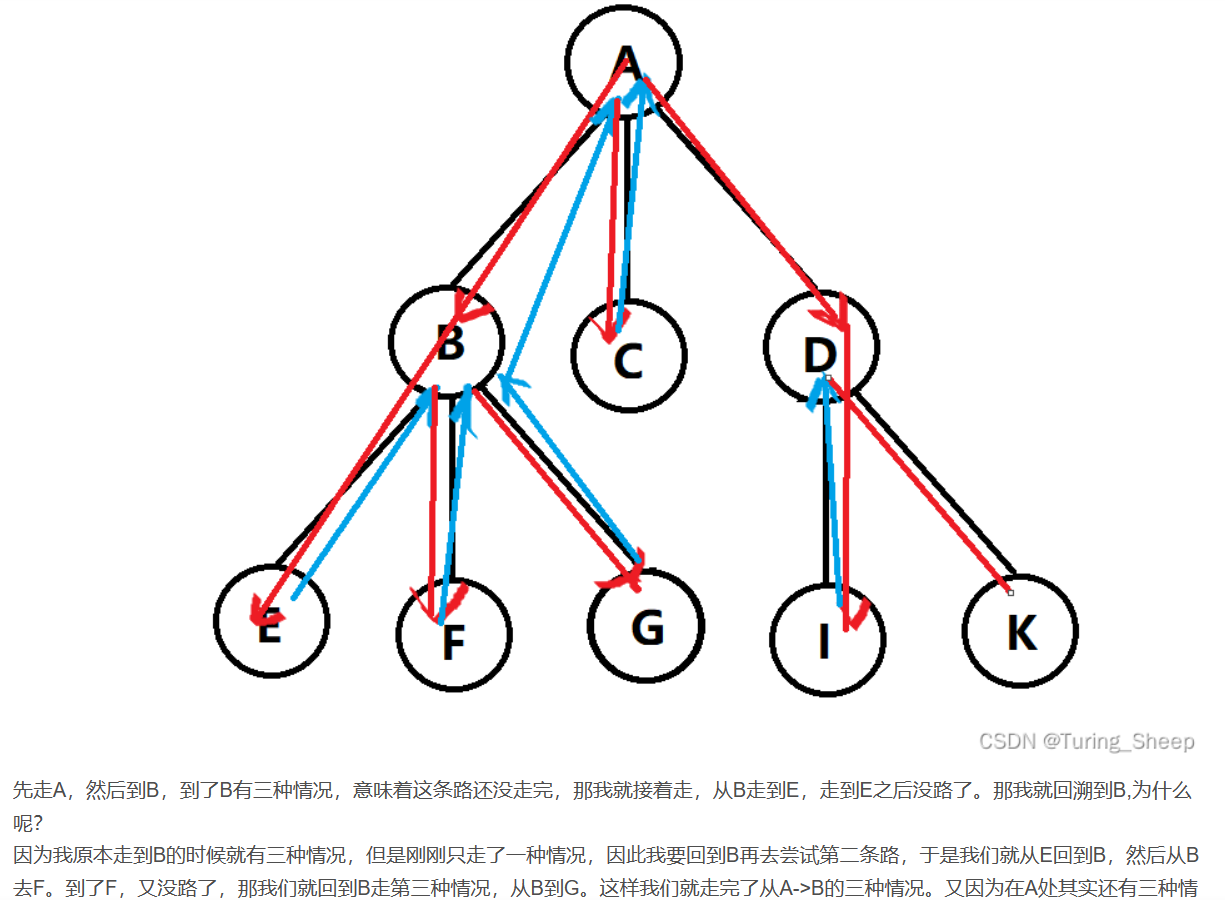 A
B
C
D
E
F
G
I
K
CSDN @Turing_Sheep
先走A，然后到B，到了B有三种情况，意味着这条路还没走完，那我就接着走，从B走到E，走到E之后没路了。那我就回溯到B,为什么
呢？
因为我原本走到B的时候就有三种情况，但是刚刚只走了一种情况，因此我要回到B再去尝试第二条路，于是我们就从E回到B，然后从B
去F。到了F，又没路了，那我们就回到B走第三种情况，从B到G。这样我们就走完了从A->B的三种情况。又因为在A处其实还有三种情